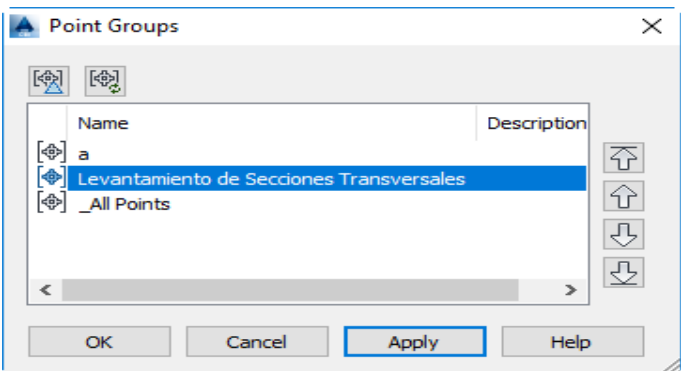 Point Groups
Name Description
a
Levantamiento de Secciones Transversales
_All Points
OK Cancel Apply Help